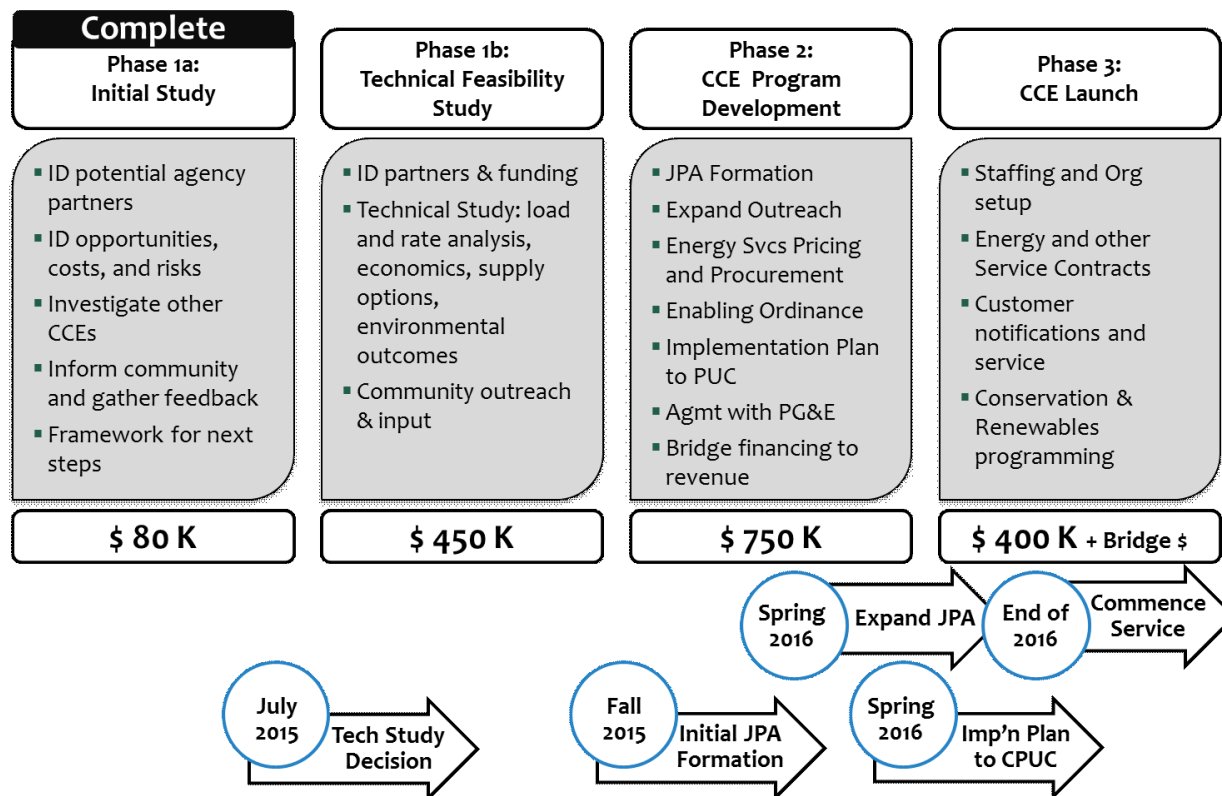 Complete
Phase 1a:
Initial Study
▪ ID potential agency
partners
▪ ID opportunities,
costs, and risks
▪ Investigate other
CCEs
▪ Inform community
and gather feedback
▪ Framework for next
steps
$ 80 K
Phase 1b:
Technical Feasibility
Study
▪ ID partners & funding
▪ Technical Study: load
and rate analysis,
economics, supply
options,
environmental
outcomes
▪ Community outreach
& input
$ 450 K
Phase 2:
CCE Program
Development
▪ JPA Formation
▪ Expand Outreach
▪ Energy Svcs Pricing
and Procurement
▪ Enabling Ordinance
▪ Implementation Plan
to PUC
▪ Agmt with PG&E
▪ Bridge financing to
revenue
$ 750 K
Phase 3:
CCE Launch
▪ Staffing and Org
setup
▪ Energy and other
Service Contracts
▪ Customer
notifications and
service
▪ Conservation &
Renewables
programming
$ 400 K + Bridge $
Spring
2016
Expand JPA
End of
2016
Commence
Service
July
2015
Tech Study
Decision
Fall
2015
Initial JPA
Formation
Spring
2016
Imp'n Plan
to CPUC